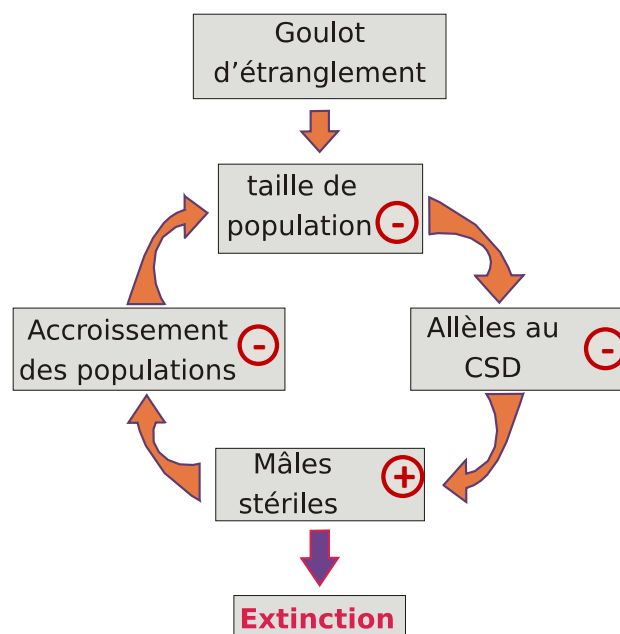 Goulot
d'étranglement
taille de
population
-
Allèles au
CSD
-
Mâles
stériles
+
Accroissement
des populations
-
Extinction